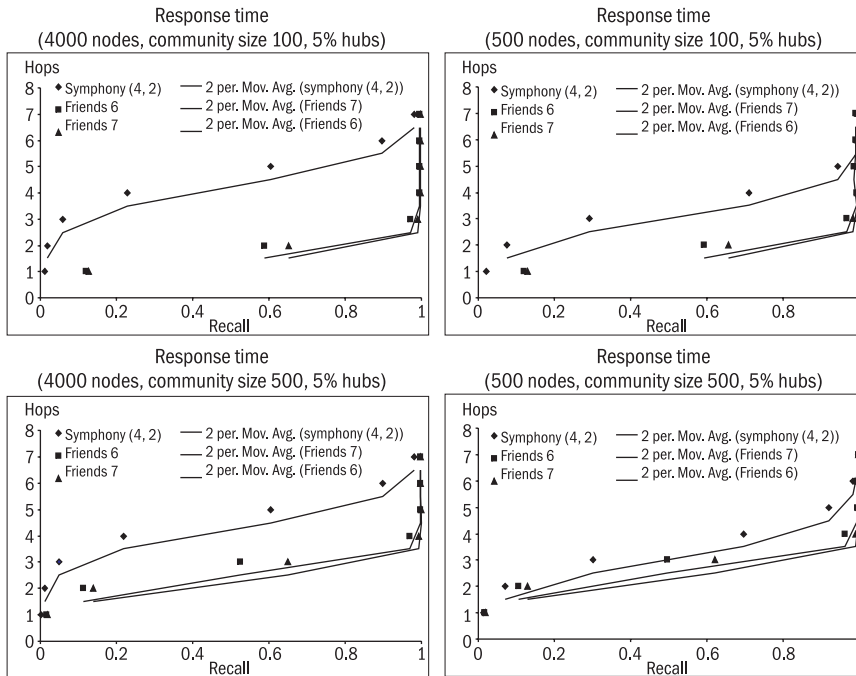 Response time
(4000 nodes, community size 100, 5% hubs)
Hops
8
7
6
5
4
3
2
1
0
Symphony (4, 2)
Friends 6
Friends 7
2 per. Mov. Avg. (symphony (4, 2))
2 per. Mov. Avg. (Friends 7)
2 per. Mov. Avg. (Friends 6)
0 0.2 0.4 0.6 0.8 1
Recall
Response time
(500 nodes, community size 100, 5% hubs)
Hops
8
7
6
5
4
3
2
1
0
Symphony (4, 2)
Friends 6
Friends 7
2 per. Mov. Avg. (symphony (4, 2))
2 per. Mov. Avg. (Friends 7)
2 per. Mov. Avg. (Friends 6)
0 0.2 0.4 0.6 0.8
Recall
Response time
(4000 nodes, community size 500, 5% hubs)
Hops
8
7
6
5
4
3
2
1
0
Symphony (4, 2)
Friends 6
Friends 7
2 per. Mov. Avg. (symphony (4, 2))
2 per. Mov. Avg. (Friends 7)
2 per. Mov. Avg. (Friends 6)
0 0.2 0.4 0.6 0.8 1
Recall
Response time
(500 nodes, community size 500, 5% hubs)
Hops
8
7
6
5
4
3
2
1
0
Symphony (4, 2)
Friends 6
Friends 7
2 per. Mov. Avg. (symphony (4, 2))
2 per. Mov. Avg. (Friends 7)
2 per. Mov. Avg. (Friends 6)
0 0.2 0.4 0.6 0.8
Recall